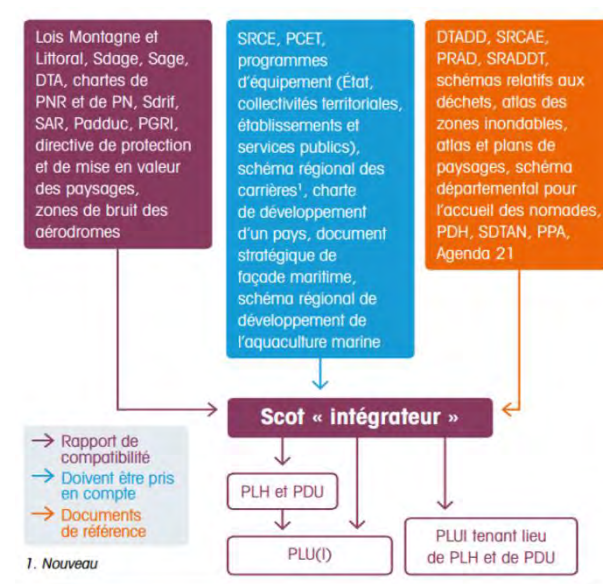 Lois Montagne et
Littoral, Sdage, Sage,
DTA, chartes de
PNR et de PN, Sdrif,
SAR, Padduc, PGRI,
directive de protection
et de mise en valeur
des paysages,
zones de bruit des
aérodromes
SRCE, PCET,
programmes
d'équipement (État,
collectivités territoriales,
établissements et
services publics),
schéma régional des
carrières¹, charte
de développement
d'un pays, document
stratégique de
façade maritime,
schéma régional de
développement de
l'aquaculture marine
DTADD, SRCAE,
PRAD, SRADDT,
schémas relatifs aux
déchets, atlas des
zones inondables,
atlas et plans de
paysages, schéma
départemental pour
l'accueil des nomades,
PDH, SDTAN, PPA,
Agenda 21
Scot « intégrateur »
Rapport de
compatibilité
Doivent être pris
en compte
Documents
de référence
1. Nouveau
PLH et PDU
PLU(I)
PLUI tenant lieu
de PLH et de PDU